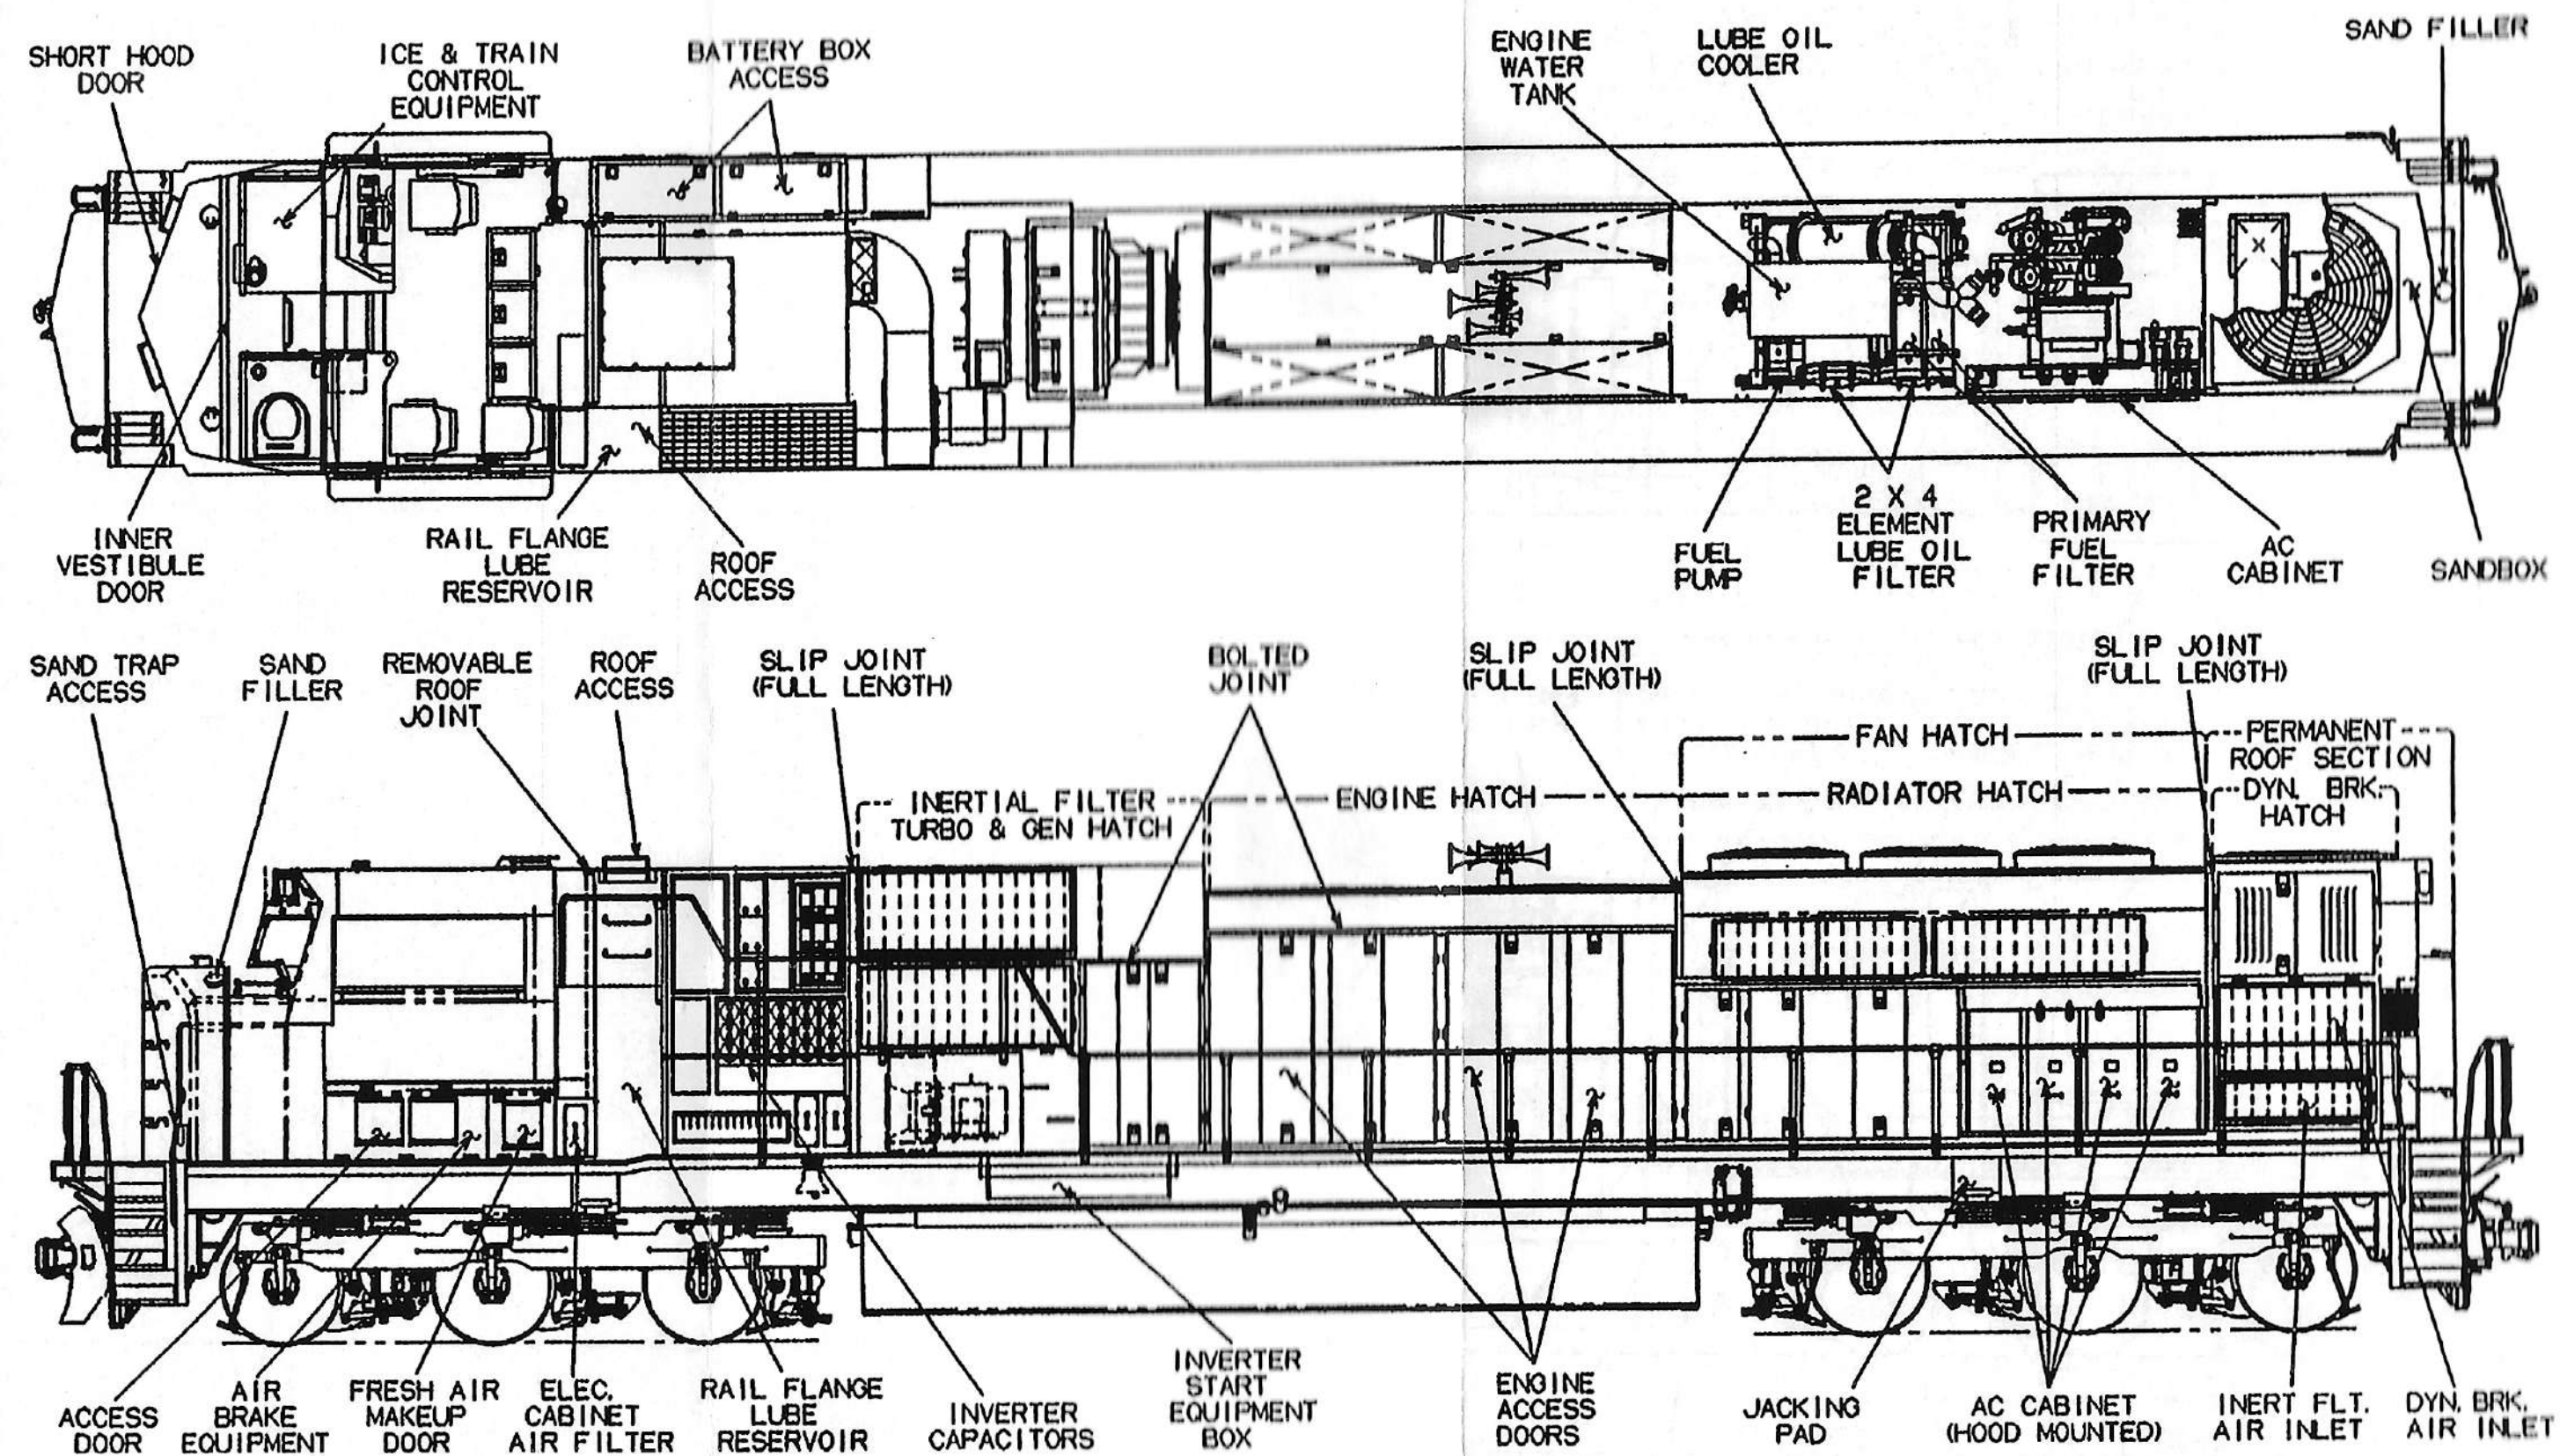 SHORT HOOD
DOOR
ICE & TRAIN
CONTROL
EQUIPMENT
BATTERY BOX
ACCESS
ENGINE
WATER
TANK
LUBE OIL
COOLER
SAND FILLER
INNER
VESTIBULE
DOOR
RAIL FLANGE
LUBE
RESERVOIR
ROOF
ACCESS
FUEL
PUMP
2 X 4
ELEMENT
LUBE OIL
FILTER
PRIMARY
FUEL
FILTER
AC
CABINET
SANDBOX
SAND TRAP
ACCESS
SAND
FILLER
REMOVABLE
ROOF
JOINT
ROOF
ACCESS
SLIP JOINT
(FULL LENGTH)
BOLTED
JOINT
SLIP JOINT
(FULL LENGTH)
SLIP JOINT
(FULL LENGTH)
FAN HATCH
PERMANENT
ROOF SECTION
INERTIAL FILTER
TURBO & GEN HATCH
ENGINE HATCH
RADIATOR HATCH
DYN. BRK.
HATCH
ACCESS
DOOR
AIR
BRAKE
EQUIPMENT
FRESH AIR
MAKEUP
DOOR
ELEC.
CABINET
AIR FILTER
RAIL FLANGE
LUBE
RESERVOIR
INVERTER
CAPACITORS
INVERTER
START
EQUIPMENT
BOX
ENGINE
ACCESS
DOORS
JACKING
PAD
AC CABINET
(HOOD MOUNTED)
INERT FLT.
AIR INLET
DYN. BRK.
AIR INLET